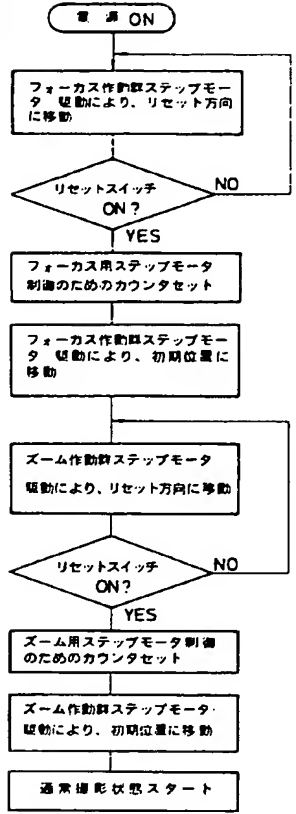 電源 ON
フォーカス作動群ステップモー
タ 駆動により、リセット方向
に移動
リセットスイッチ
ON?
NO
YES
フォーカス用ステップモータ
制御のためのカウンタセット
フォーカス作動群ステップモー
タ 駆動により、初期位置に
移動
ズーム作動群ステップモータ
駆動により、リセット方向に移動
リセットスイッチ
ON?
NO
YES
ズーム用ステップモータ制御
のためのカウンタセット
ズーム作動群ステップモータ・
駆動により、初期位置に移動
通常撮影状態スタート